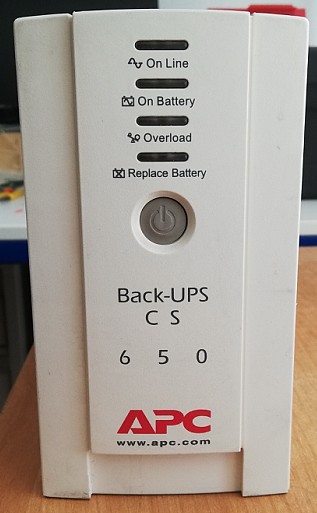 On Line
On Battery
Overload
Replace Battery
Back-UPS
C S
6 5 0
APC
www.apc.com